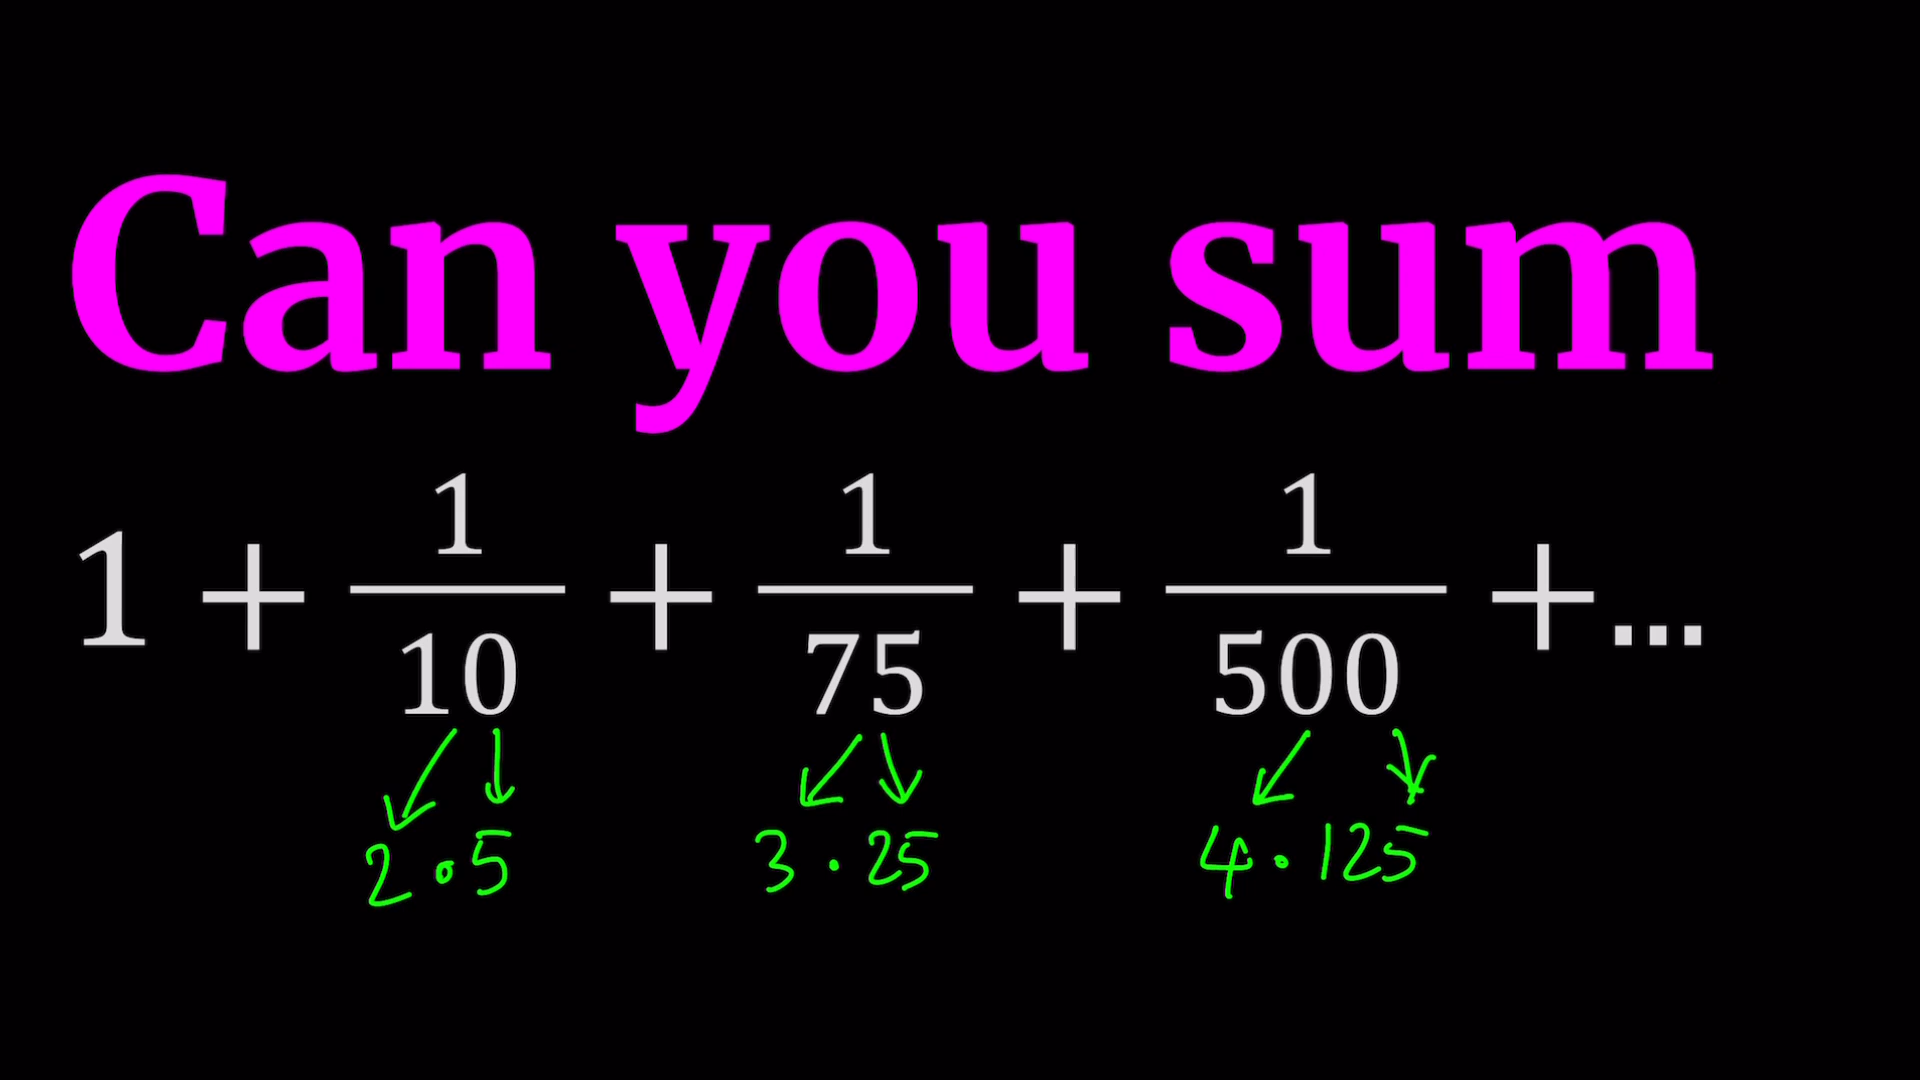 Can you sum
1 + 1/10 + 1/75 + 1/500 + ...
2 · 5 3 · 25 4 · 125